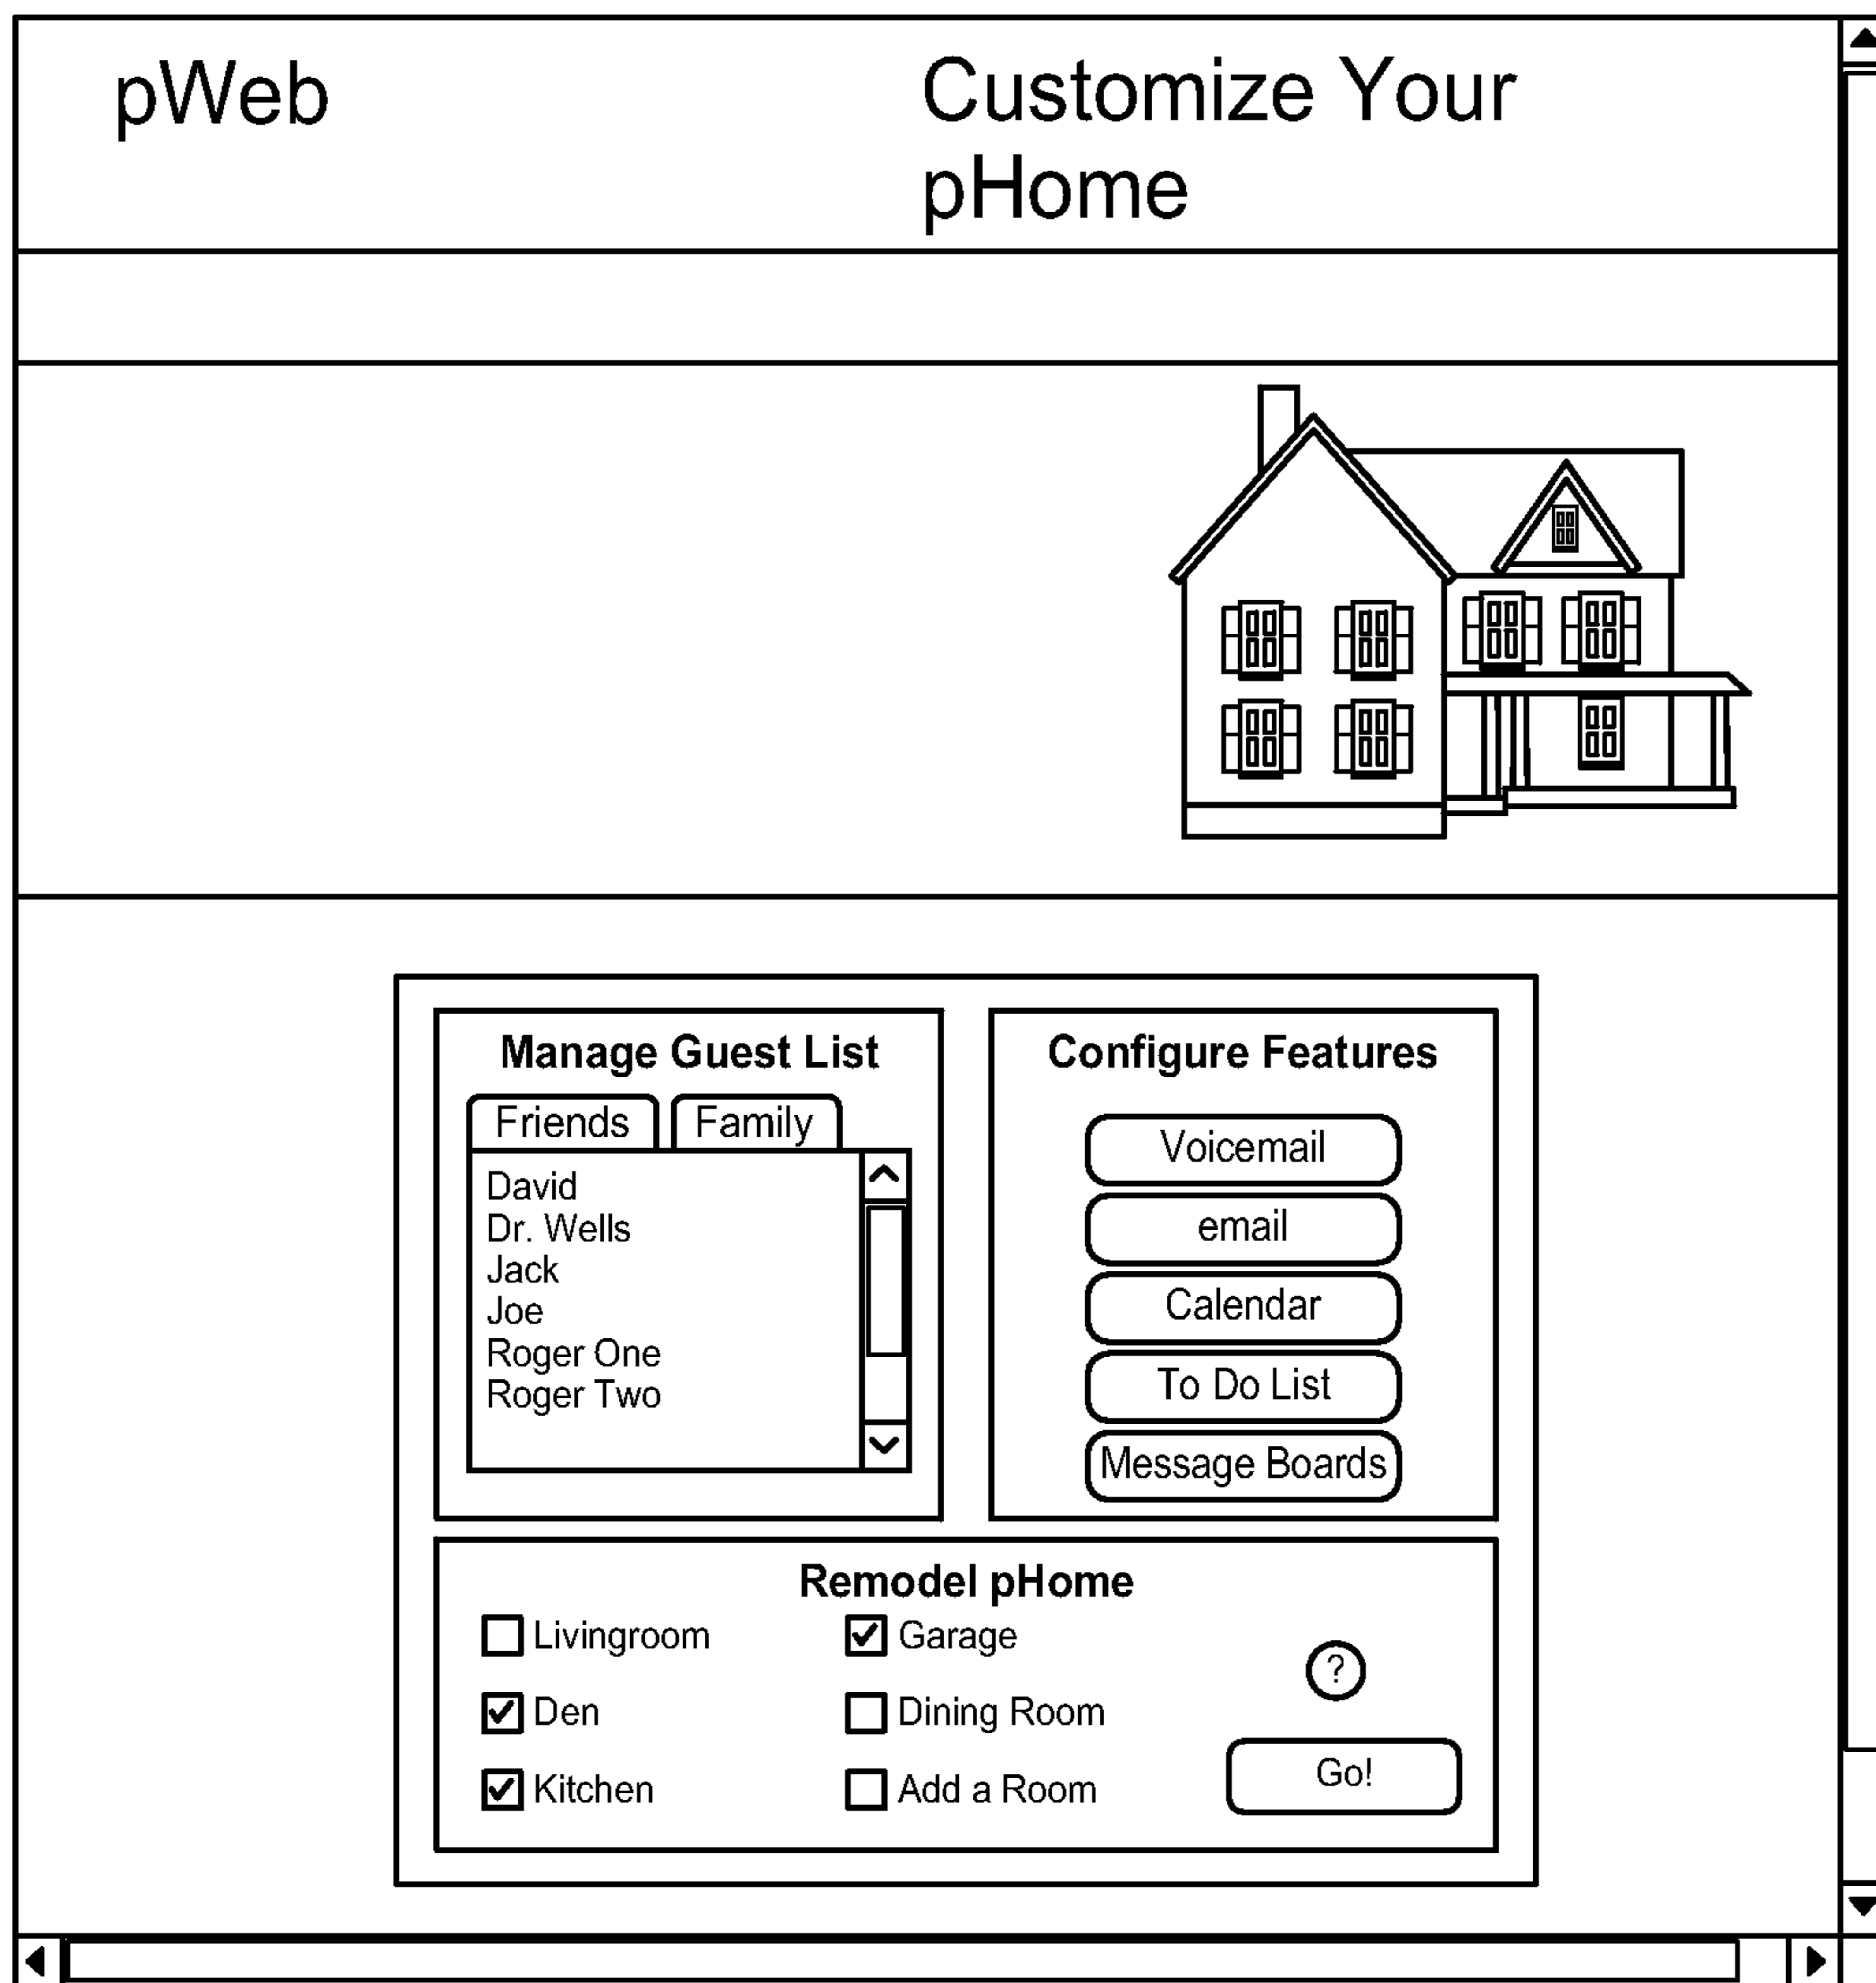 pWeb
Customize Your
pHome
Manage Guest List
Friends
Family
David
Dr. Wells
Jack
Joe
Roger One
Roger Two
Configure Features
Voicemail
email
Calendar
To Do List
Message Boards
Remodel pHome
Livingroom
Den
Kitchen
Garage
Dining Room
Add a Room
?
Go!